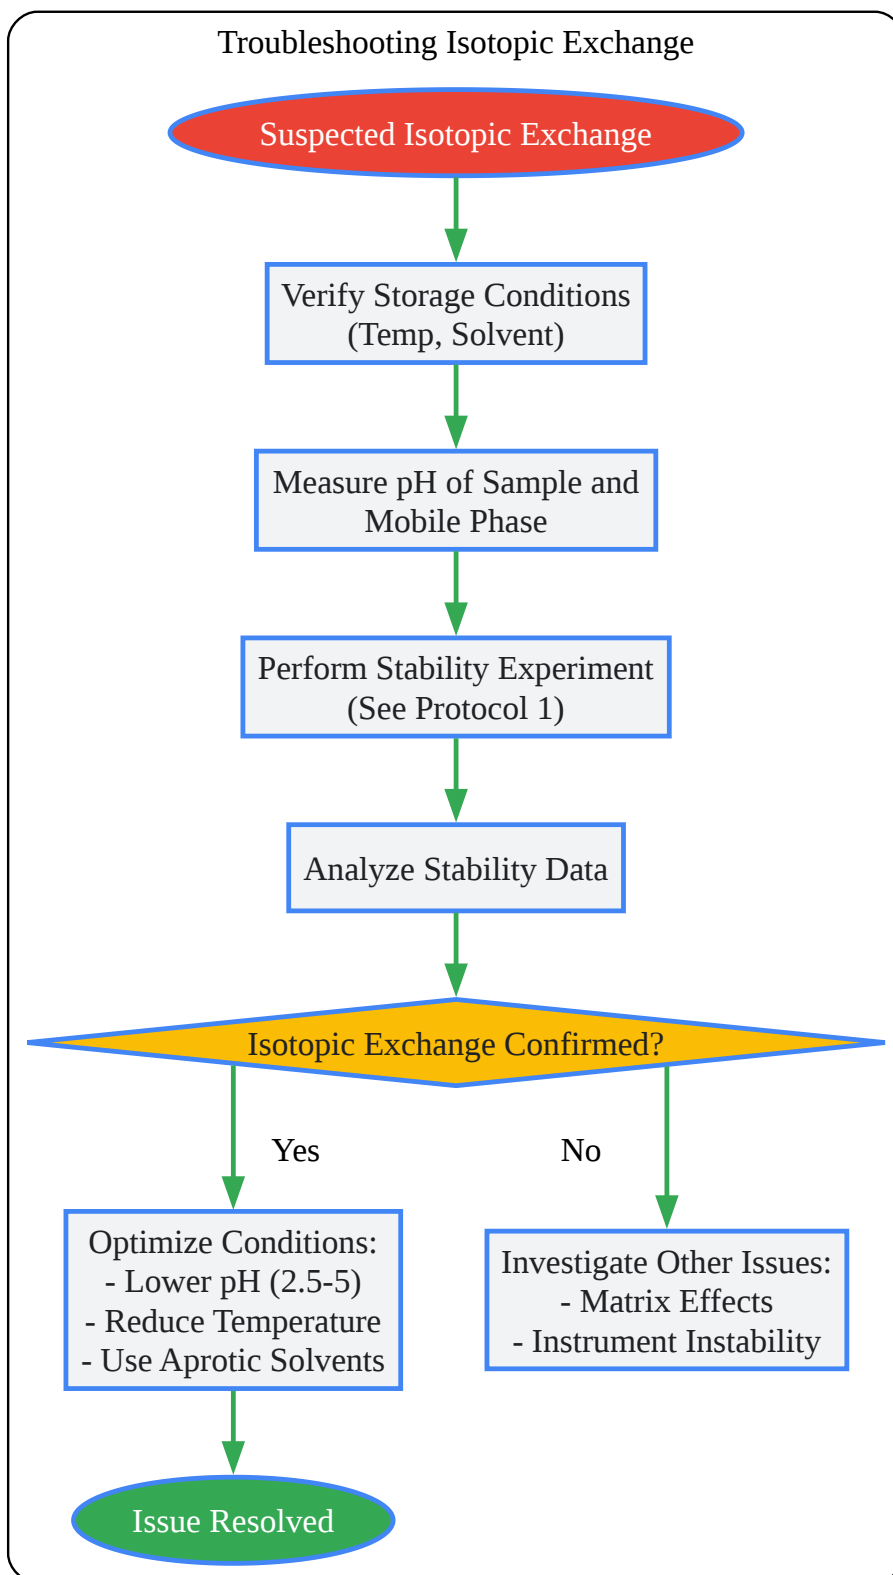 Troubleshooting Isotopic Exchange
Suspected Isotopic Exchange
Verify Storage Conditions
(Temp, Solvent)
Measure pH of Sample and
Mobile Phase
Perform Stability Experiment
(See Protocol 1)
Analyze Stability Data
Isotopic Exchange Confirmed?
Yes
No
Optimize Conditions:
- Lower pH (2.5-5)
- Reduce Temperature
- Use Aprotic Solvents
Investigate Other Issues:
- Matrix Effects
- Instrument Instability
Issue Resolved